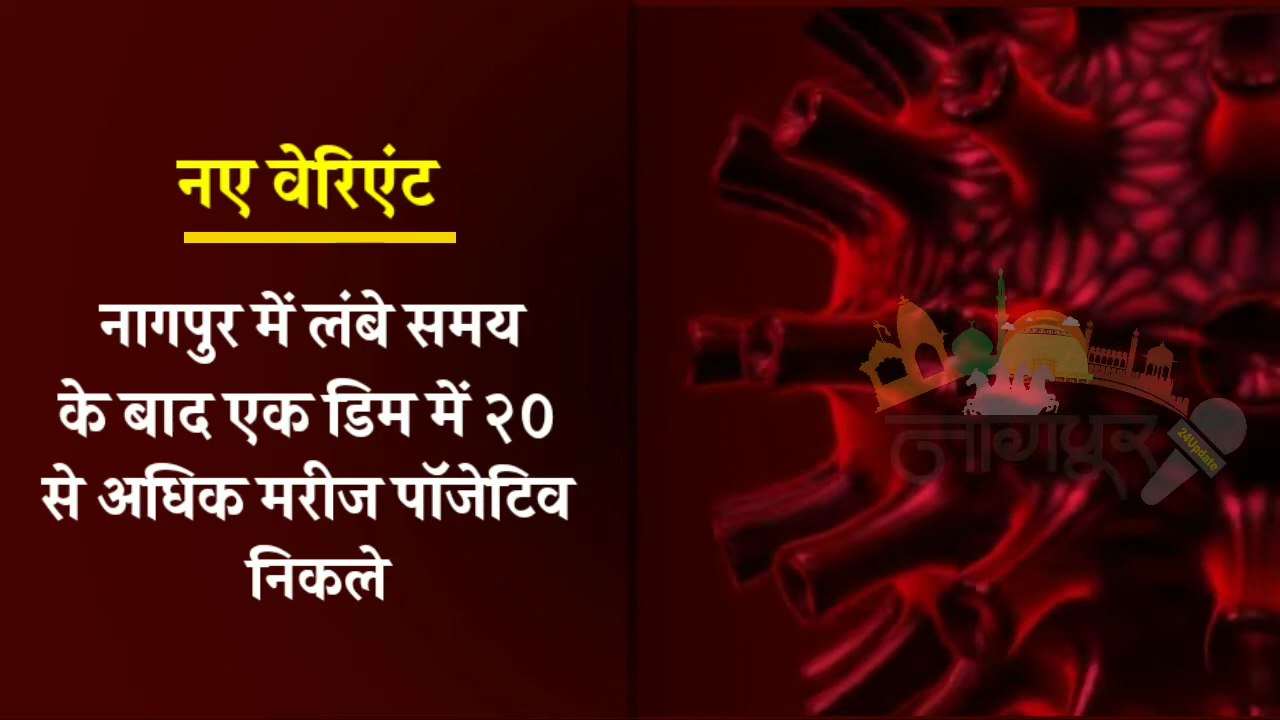 नए वेरिएंट
नागपुर में लंबे समय
के बाद एक डिम में २०
से अधिक मरीज पॉजेटिव
निकले
नागपूर
24Update